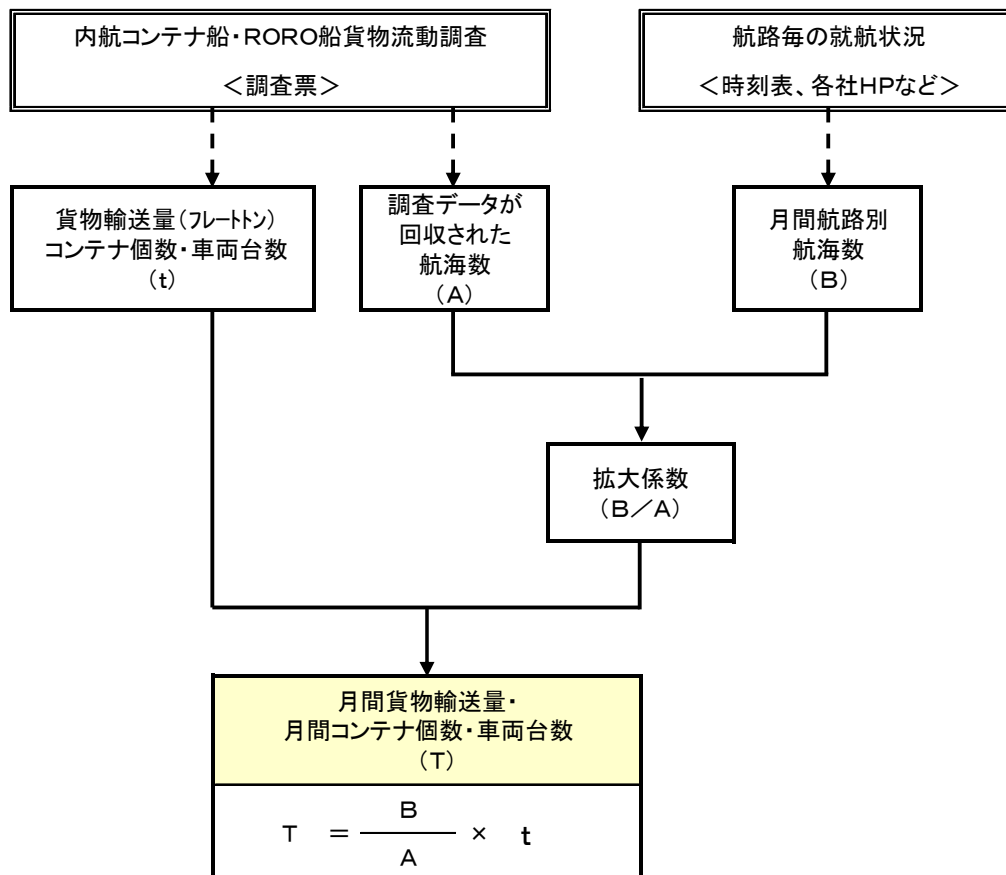 内航コンテナ船・RORO船貨物流動調査
＜調査票＞
航路毎の就航状況
＜時刻表、各社HPなど＞
貨物輸送量（フレートトン）
コンテナ個数・車両台数
（t）
調査データが
回収された
航海数
（A）
月間航路別
航海数
（B）
拡大係数
（B／A）
月間貨物輸送量・
月間コンテナ個数・車両台数
（T）
B
T ＝ × t
A